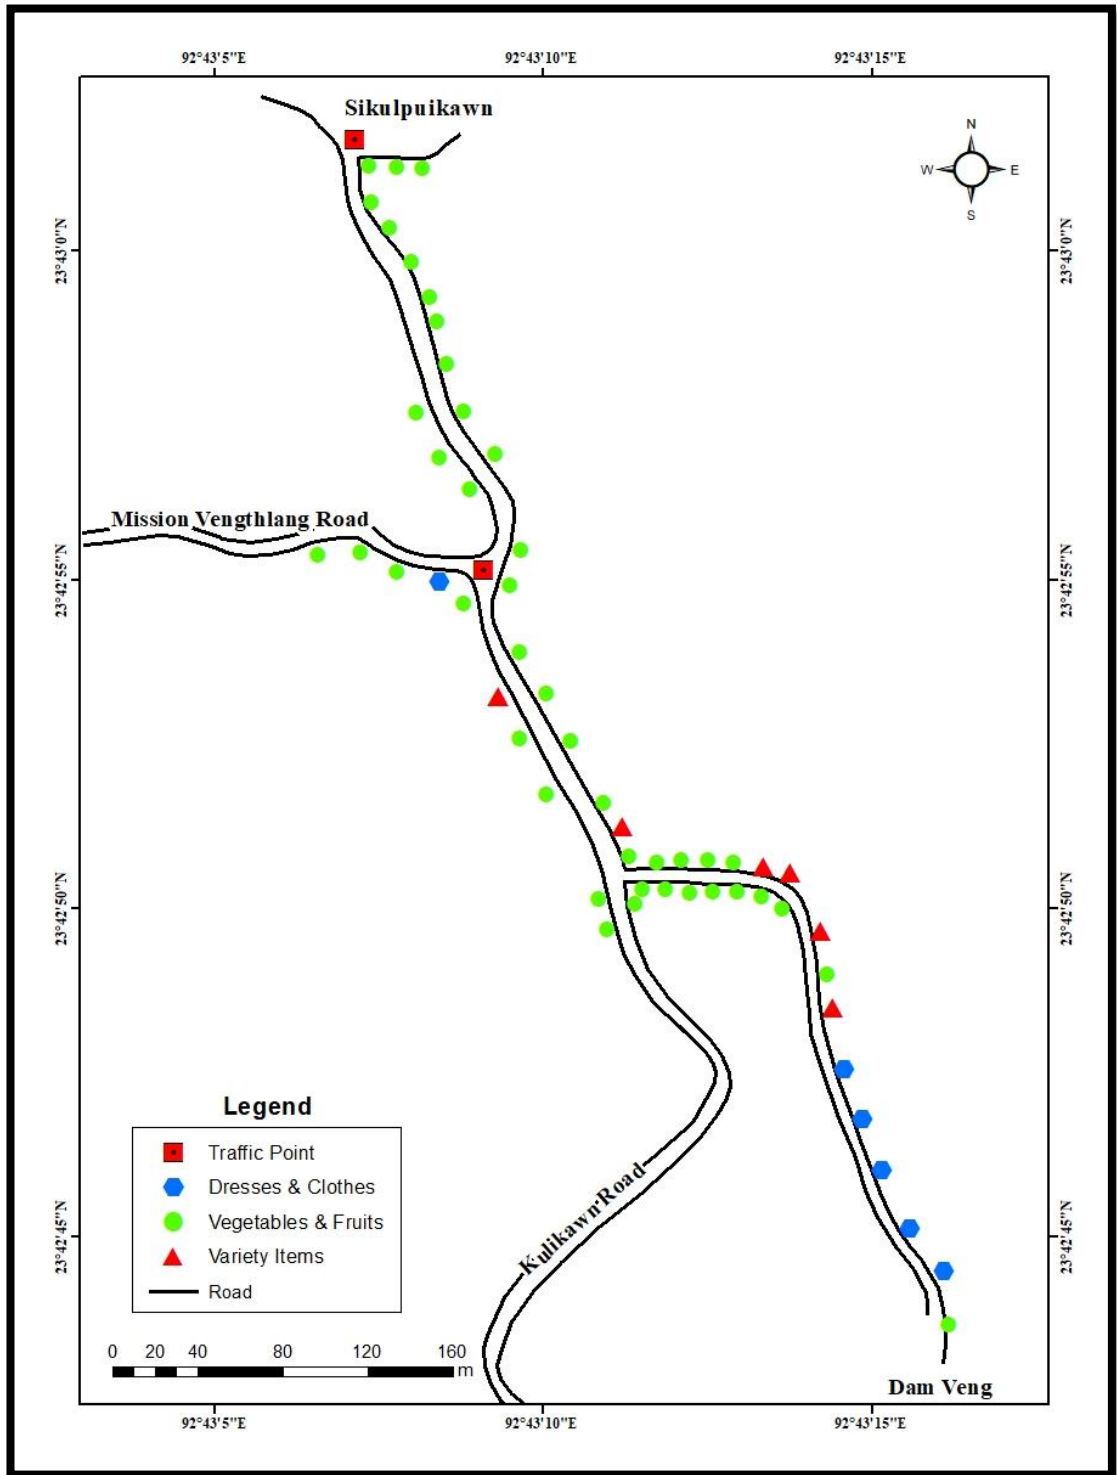 92°43'5"E 92°43'10"E 92°43'15"E
Sikulpuikawn
N
W E
S
23°43'0"N 23°43'0"N
Mission Vengthlang Road
23°42'55"N 23°42'55"N
23°42'50"N 23°42'50"N
Legend
Traffic Point
Dresses & Clothes
Vegetables & Fruits
Variety Items
Road
Kulikawn Road
23°42'45"N 23°42'45"N
0 20 40 80 120 160
m
Dam Veng
92°43'5"E 92°43'10"E 92°43'15"E